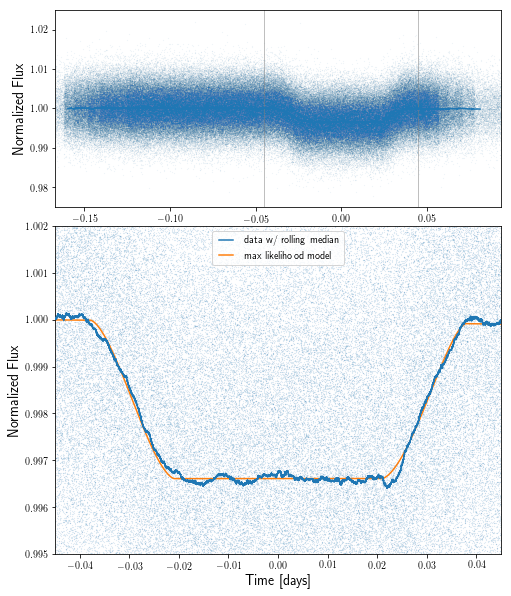 1.02
1.01
1.00
0.99
0.98
Normalized Flux
−0.15 −0.10 −0.05 0.00 0.05
1.002
1.001
1.000
0.999
0.998
0.997
0.996
0.995
Normalized Flux
data w/ rolling median
max likelihood model
−0.04 −0.03 −0.02 −0.01 0.00 0.01 0.02 0.03 0.04
Time [days]